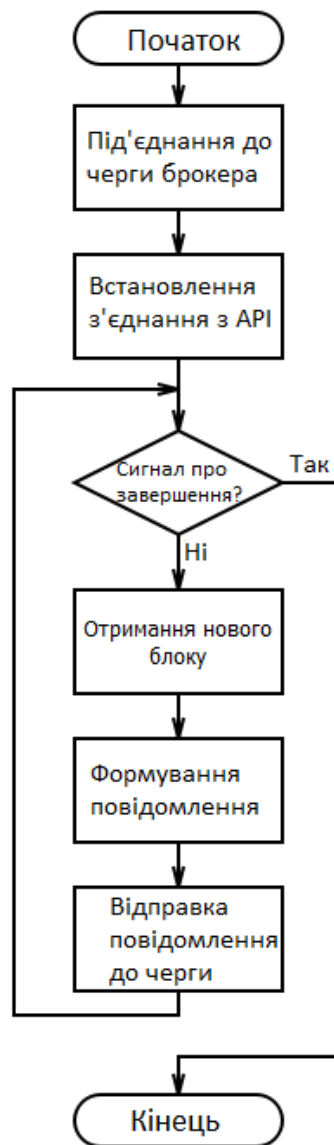 Початок
Під'єднання до
черги брокера
Встановлення
з'єднання з API
Сигнал про
завершення?
Так
Ні
Отримання нового
блоку
Формування
повідомлення
Відправка
повідомлення
до черги
Кінець